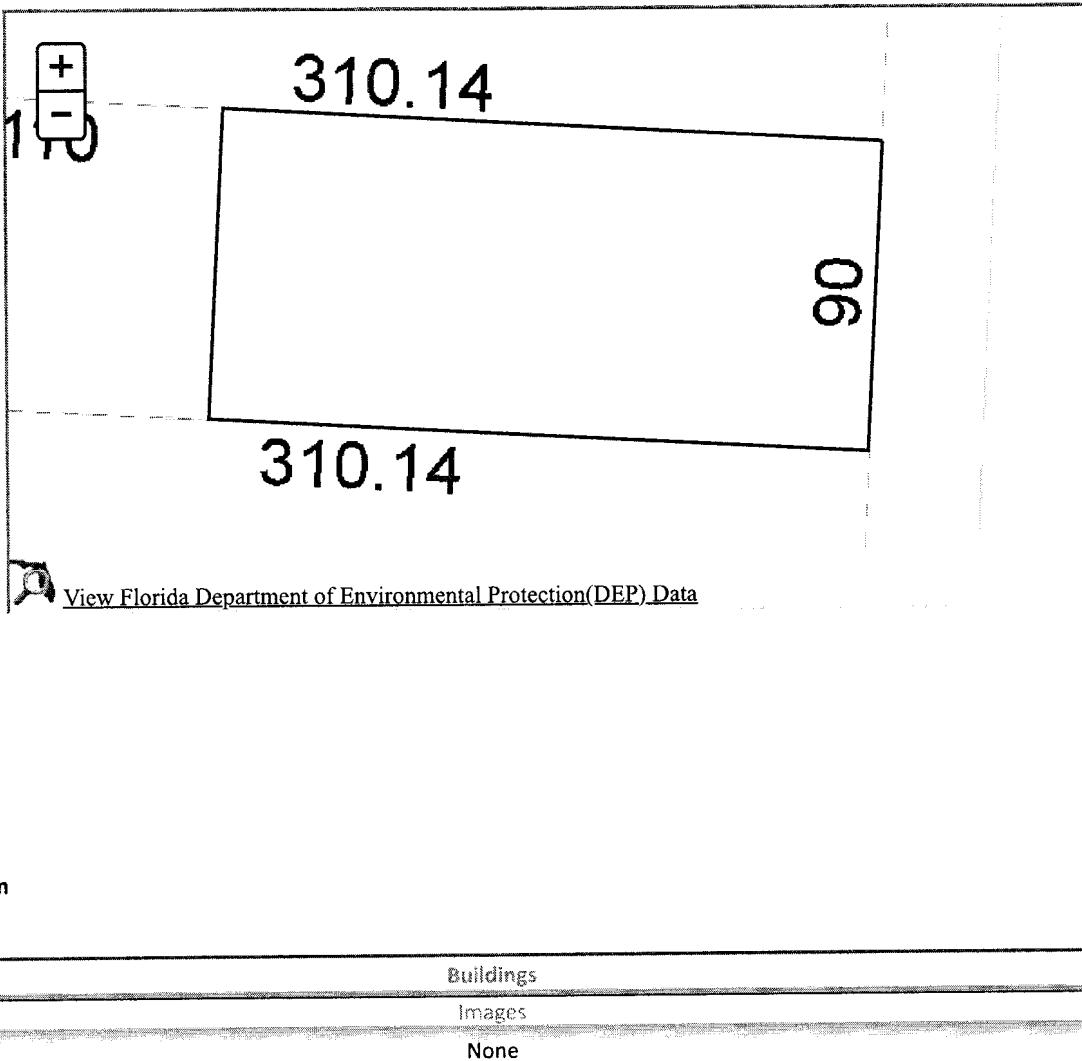 +
310.14
−
90
310.14
View Florida Department of Environmental Protection(DEP) Data
Buildings
Images
None